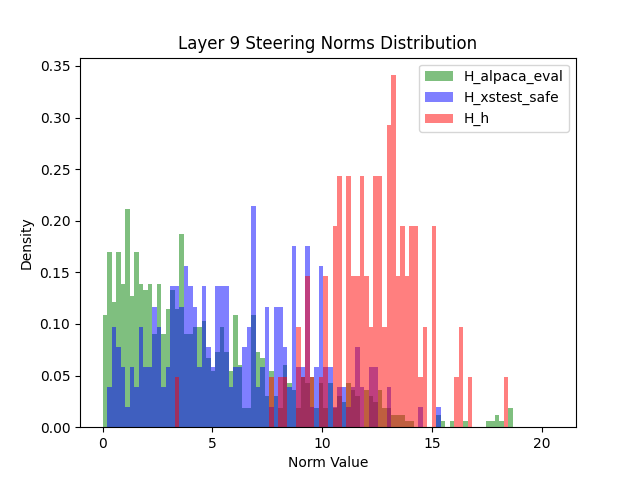 Layer 9 Steering Norms Distribution
H_alpaca_eval
H_xstest_safe
H_h
Density
0.35
0.30
0.25
0.20
0.15
0.10
0.05
0.00
0
5
10
15
20
Norm Value